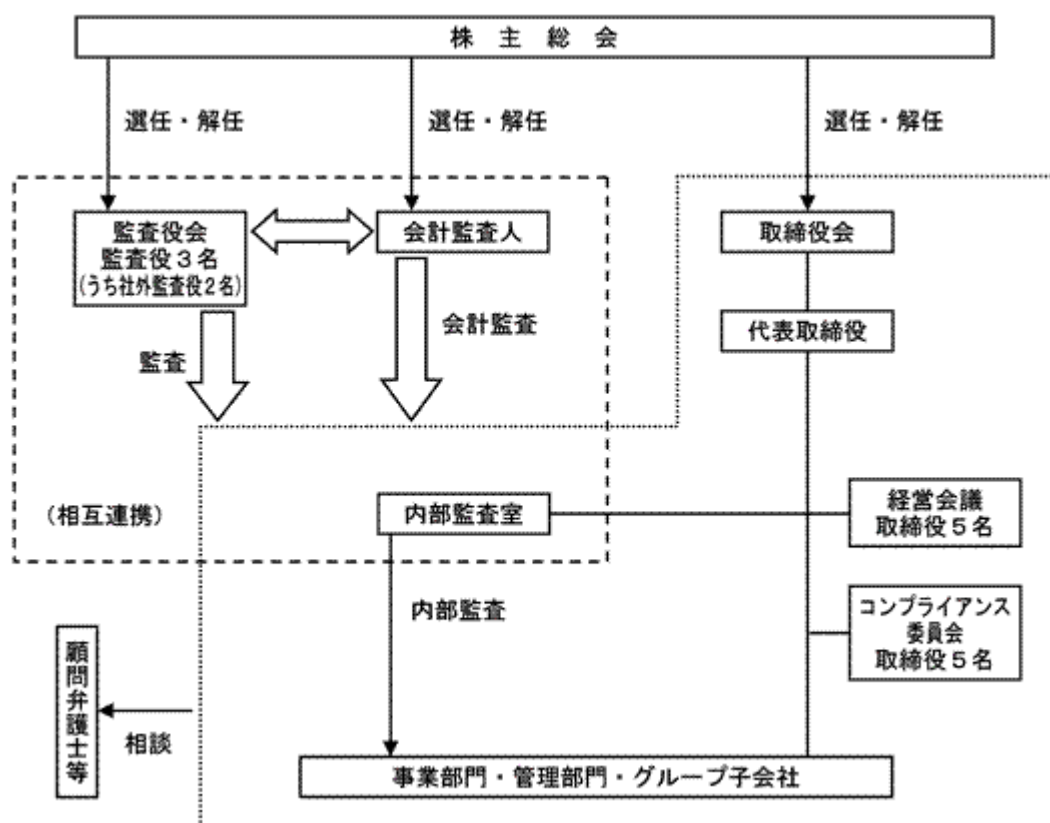 株主総会
選任・解任
選任・解任
選任・解任
監査役会
監査役3名
(うち社外監査役2名)
会計監査人
取締役会
代表取締役
監査
会計監査
(相互連携)
内部監査室
経営会議
取締役5名
内部監査
コンプライアンス
委員会
取締役5名
顧問弁護士等
相談
事業部門・管理部門・グループ子会社